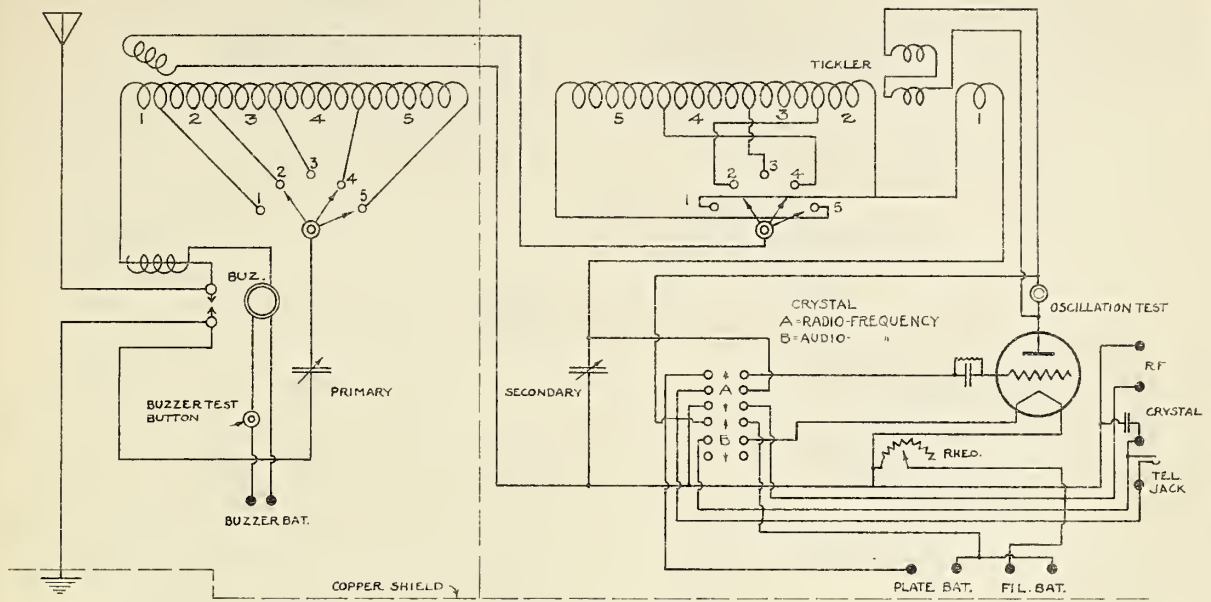 TICKLER
1 2 3 4 5
5 4 3 2 1
3
2 4
1 5
3
2 4
1 5
BUZ.
PRIMARY
BUZZER TEST
BUTTON
BUZZER BAT.
SECONDARY
CRYSTAL
A=RADIO-FREQUENCY
B=AUDIO- "
OSCILLATION TEST
A
B
RHEO.
R.F
CRYSTAL
TEL.
JACK
PLATE BAT. FIL. BAT.
COPPER SHIELD